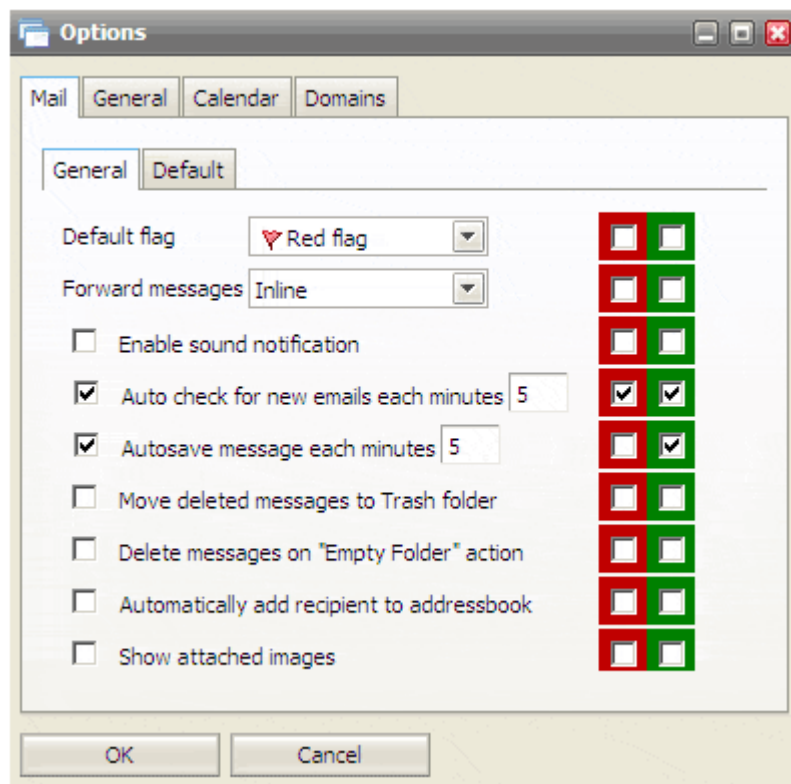 Options
Mail General Calendar Domains
General Default
Default flag Red flag
Forward messages Inline
Enable sound notification
Auto check for new emails each minutes 5
Autosave message each minutes 5
Move deleted messages to Trash folder
Delete messages on "Empty Folder" action
Automatically add recipient to addressbook
Show attached images
OK Cancel